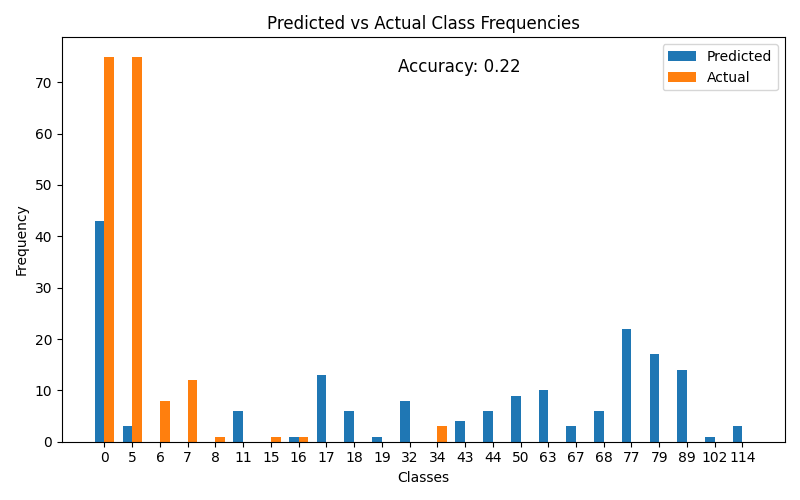 Predicted vs Actual Class Frequencies
Accuracy: 0.22
Predicted
Actual
Frequency
70
60
50
40
30
20
10
0
0 5 6 7 8 11 15 16 17 18 19 32 34 43 44 50 63 67 68 77 79 89 102 114
Classes